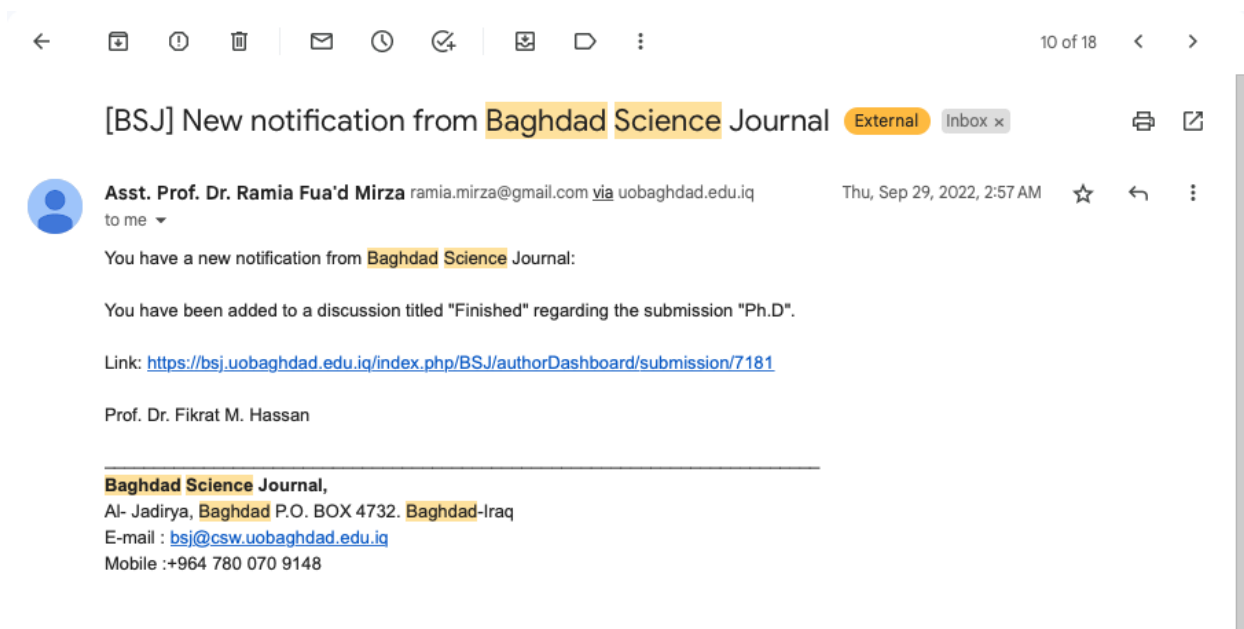 10 of 18
[BSJ] New notification from Baghdad Science Journal External Inbox ×
Asst. Prof. Dr. Ramia Fua'd Mirza ramia.mirza@gmail.com via uobaghdad.edu.iq Thu, Sep 29, 2022, 2:57 AM
to me
You have a new notification from Baghdad Science Journal:
You have been added to a discussion titled "Finished" regarding the submission "Ph.D".
Link: https://bsj.uobaghdad.edu.iq/index.php/BSJ/authorDashboard/submission/7181
Prof. Dr. Fikrat M. Hassan
Baghdad Science Journal,
Al- Jadirya, Baghdad P.O. BOX 4732. Baghdad-Iraq
E-mail : bsj@csw.uobaghdad.edu.iq
Mobile :+964 780 070 9148